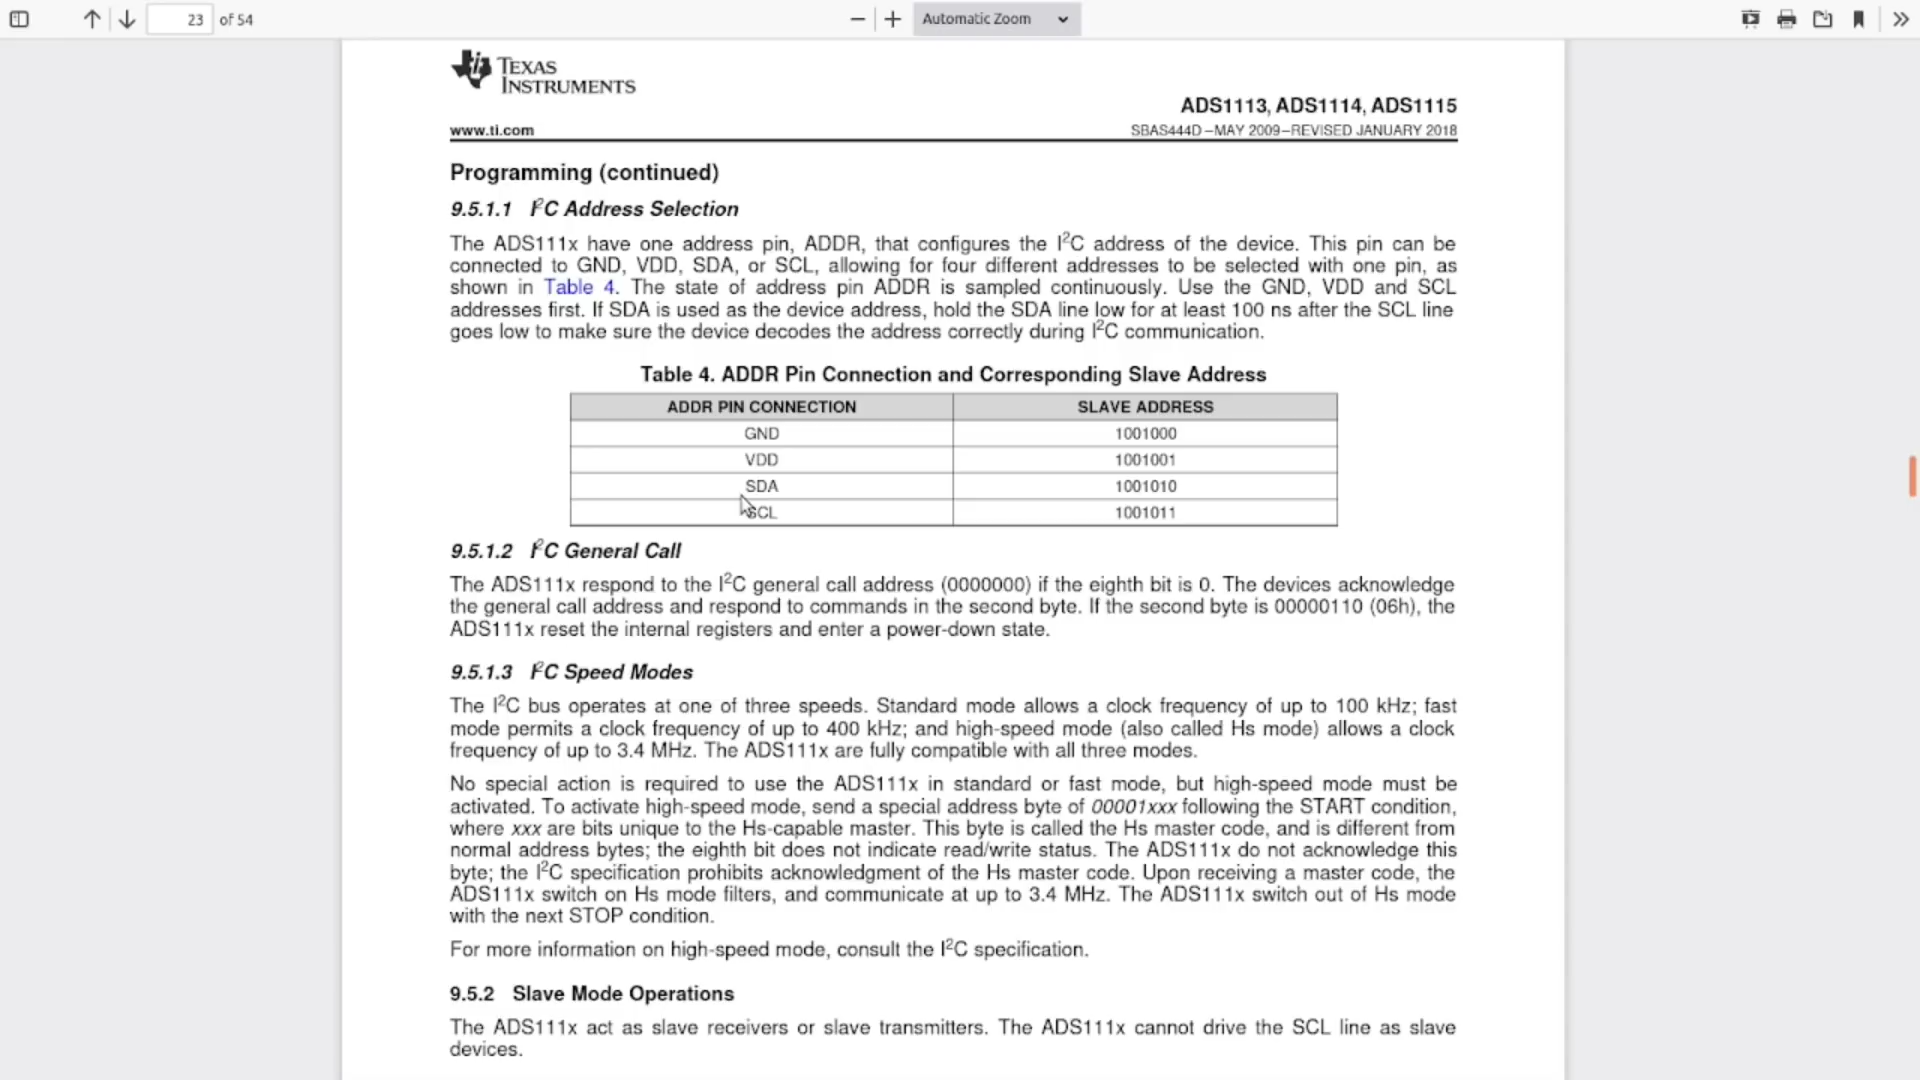 23 of 54
Automatic Zoom
TEXAS
INSTRUMENTS
ADS1113, ADS1114, ADS1115
www.ti.com
SBAS444D –MAY 2009–REVISED JANUARY 2018
Programming (continued)
9.5.1.1 I²C Address Selection
The ADS111x have one address pin, ADDR, that configures the I²C address of the device. This pin can be
connected to GND, VDD, SDA, or SCL, allowing for four different addresses to be selected with one pin, as
shown in Table 4. The state of address pin ADDR is sampled continuously. Use the GND, VDD and SCL
addresses first. If SDA is used as the device address, hold the SDA line low for at least 100 ns after the SCL line
goes low to make sure the device decodes the address correctly during I²C communication.
Table 4. ADDR Pin Connection and Corresponding Slave Address
ADDR PIN CONNECTION SLAVE ADDRESS
GND 1001000
VDD 1001001
SDA 1001010
SCL 1001011
9.5.1.2 I²C General Call
The ADS111x respond to the I²C general call address (0000000) if the eighth bit is 0. The devices acknowledge
the general call address and respond to commands in the second byte. If the second byte is 00000110 (06h), the
ADS111x reset the internal registers and enter a power-down state.
9.5.1.3 I²C Speed Modes
The I²C bus operates at one of three speeds. Standard mode allows a clock frequency of up to 100 kHz; fast
mode permits a clock frequency of up to 400 kHz; and high-speed mode (also called Hs mode) allows a clock
frequency of up to 3.4 MHz. The ADS111x are fully compatible with all three modes.
No special action is required to use the ADS111x in standard or fast mode, but high-speed mode must be
activated. To activate high-speed mode, send a special address byte of 00001xxx following the START condition,
where xxx are bits unique to the Hs-capable master. This byte is called the Hs master code, and is different from
normal address bytes; the eighth bit does not indicate read/write status. The ADS111x do not acknowledge this
byte; the I²C specification prohibits acknowledgment of the Hs master code. Upon receiving a master code, the
ADS111x switch on Hs mode filters, and communicate at up to 3.4 MHz. The ADS111x switch out of Hs mode
with the next STOP condition.
For more information on high-speed mode, consult the I²C specification.
9.5.2 Slave Mode Operations
The ADS111x act as slave receivers or slave transmitters. The ADS111x cannot drive the SCL line as slave
devices.